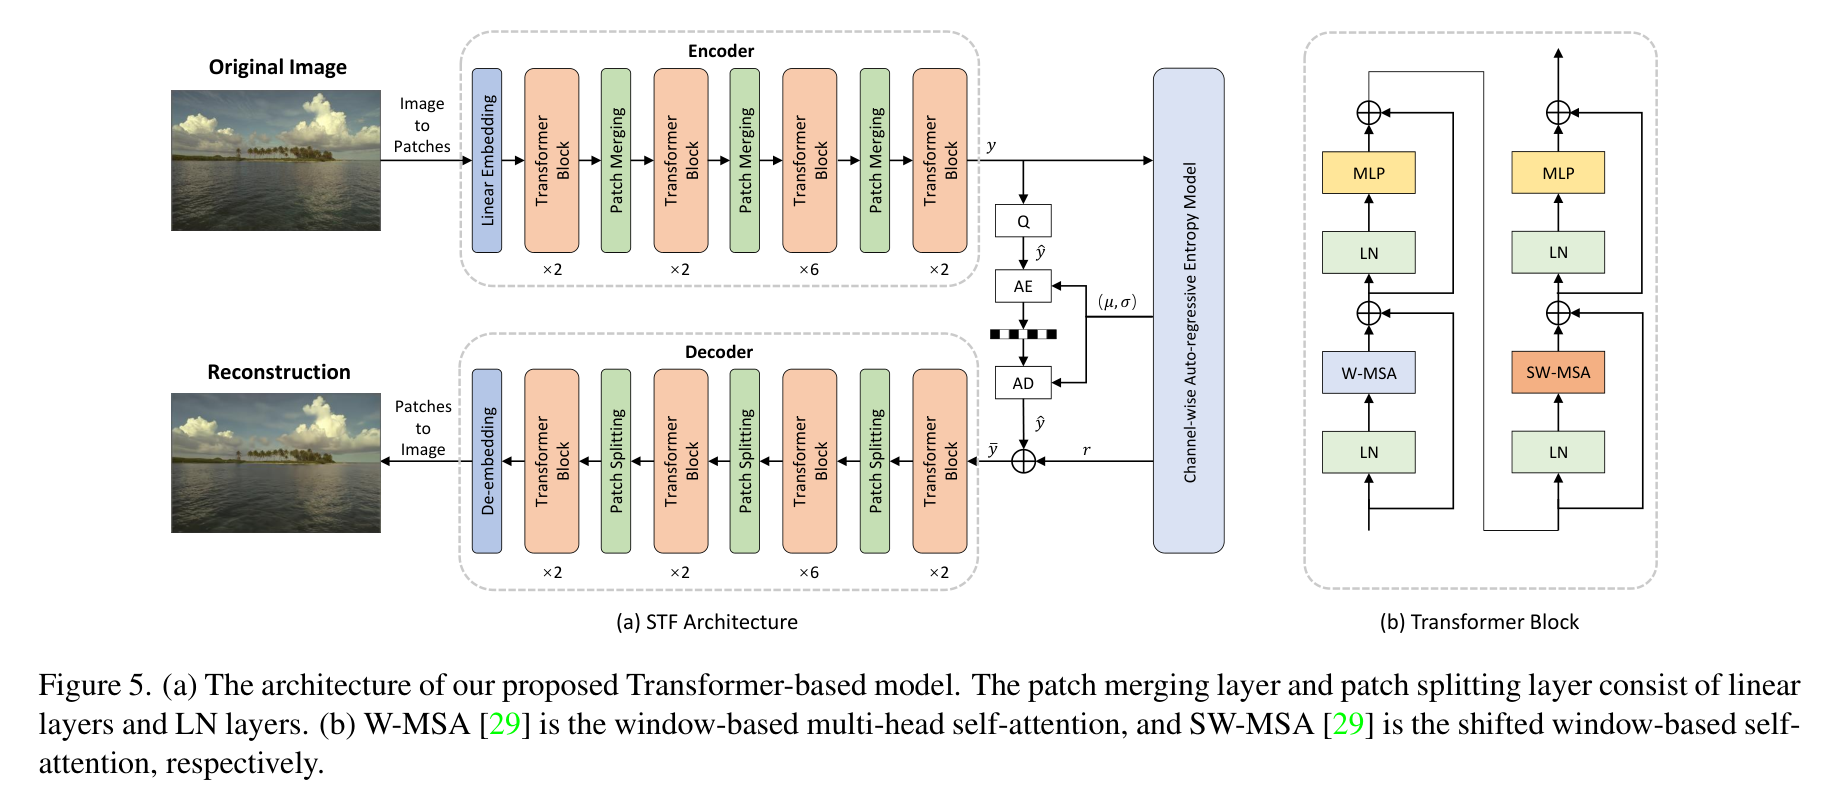 Original Image
Image
to
Patches
Encoder
Linear Embedding
Transformer
Block
Patch Merging
Transformer
Block
Patch Merging
Transformer
Block
Patch Merging
Transformer
Block
×2
×2
×6
×2
y
Q
ŷ
AE
(μ, σ)
AD
ŷ
ȳ
r
Channel-wise Auto-regressive Entropy Model
Reconstruction
Patches
to
Image
Decoder
De-embedding
Transformer
Block
Patch Splitting
Transformer
Block
Patch Splitting
Transformer
Block
Patch Splitting
Transformer
Block
×2
×2
×6
×2
(a) STF Architecture
MLP
LN
W-MSA
LN
MLP
LN
SW-MSA
LN
(b) Transformer Block
Figure 5. (a) The architecture of our proposed Transformer-based model. The patch merging layer and patch splitting layer consist of linear
layers and LN layers. (b) W-MSA [29] is the window-based multi-head self-attention, and SW-MSA [29] is the shifted window-based self-
attention, respectively.